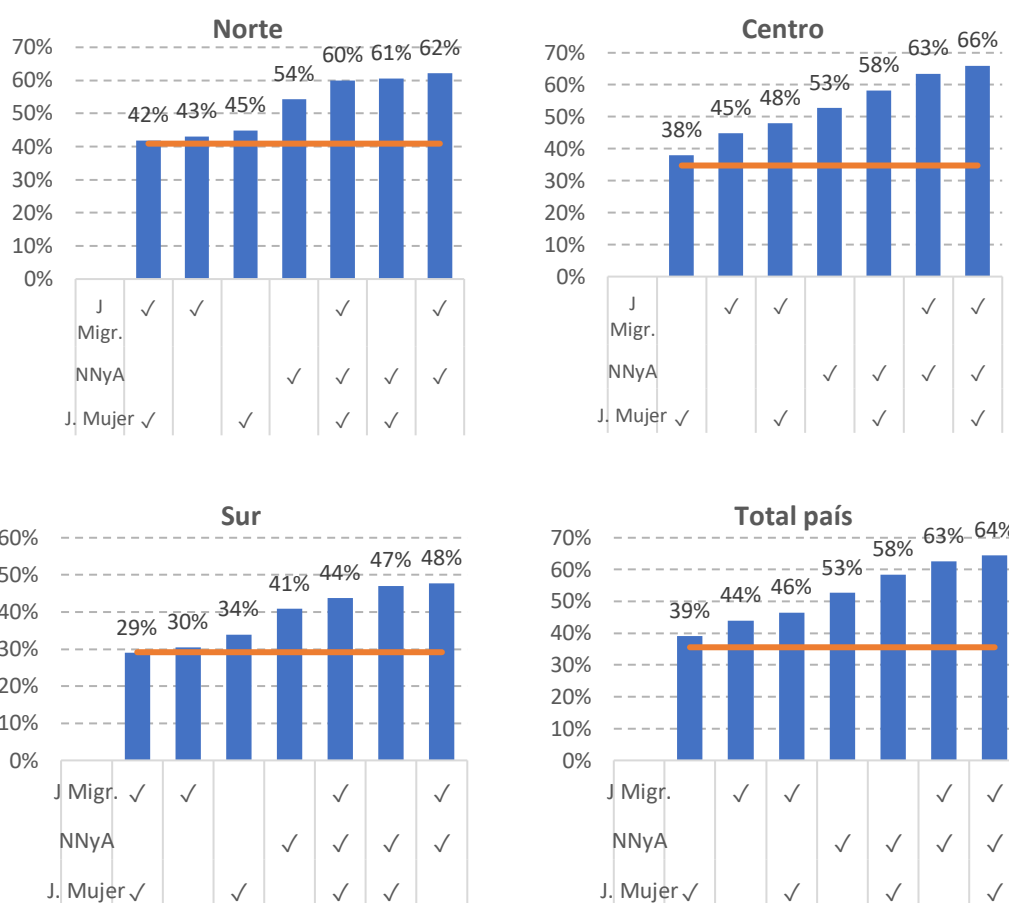 Norte
70%
60%
50%
40%
30%
20%
10%
0%
42% 43% 45% 54% 60% 61% 62%
J Migr. ✓ ✓ ✓ ✓
NNyA ✓ ✓ ✓ ✓
J. Mujer ✓ ✓ ✓ ✓
Centro
70%
60%
50%
40%
30%
20%
10%
0%
38% 45% 48% 53% 58% 63% 66%
J Migr. ✓ ✓ ✓ ✓
NNyA ✓ ✓ ✓ ✓
J. Mujer ✓ ✓ ✓ ✓
Sur
60%
50%
40%
30%
20%
10%
0%
29% 30% 34% 41% 44% 47% 48%
J Migr. ✓ ✓ ✓ ✓
NNyA ✓ ✓ ✓ ✓
J. Mujer ✓ ✓ ✓ ✓
Total país
70%
60%
50%
40%
30%
20%
10%
0%
39% 44% 46% 53% 58% 63% 64%
J Migr. ✓ ✓ ✓ ✓
NNyA ✓ ✓ ✓ ✓
J. Mujer ✓ ✓ ✓ ✓